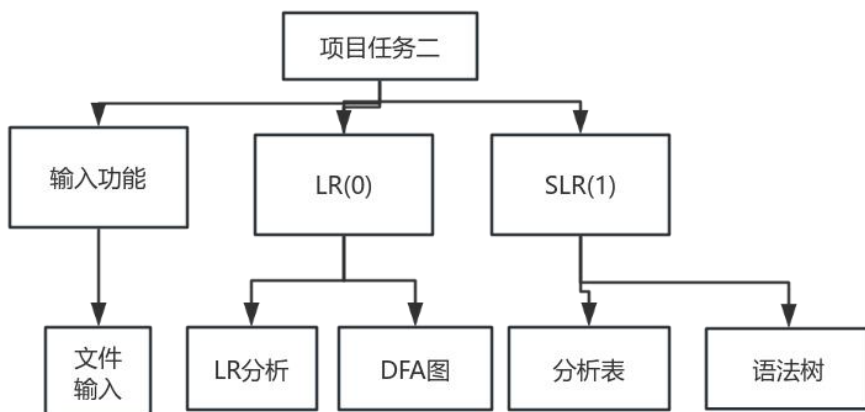 项目任务二
输入功能
LR(0)
SLR(1)
文件
输入
LR分析
DFA图
分析表
语法树